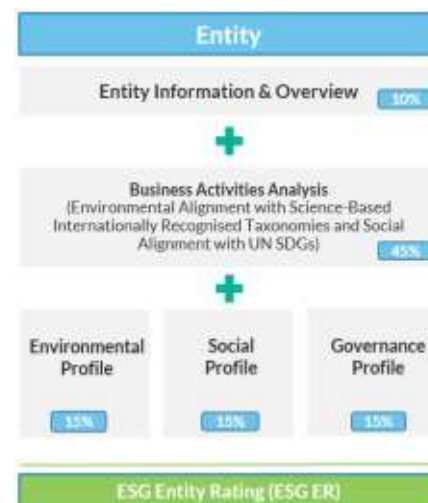 Entity
Entity Information & Overview
10%
Business Activities Analysis
(Environmental Alignment with Science-Based
Internationally Recognised Taxonomies and Social
Alignment with UN SDGs)
45%
Environmental Social Governance
Profile Profile Profile
15% 15% 15%
ESG Entity Rating (ESG ER)